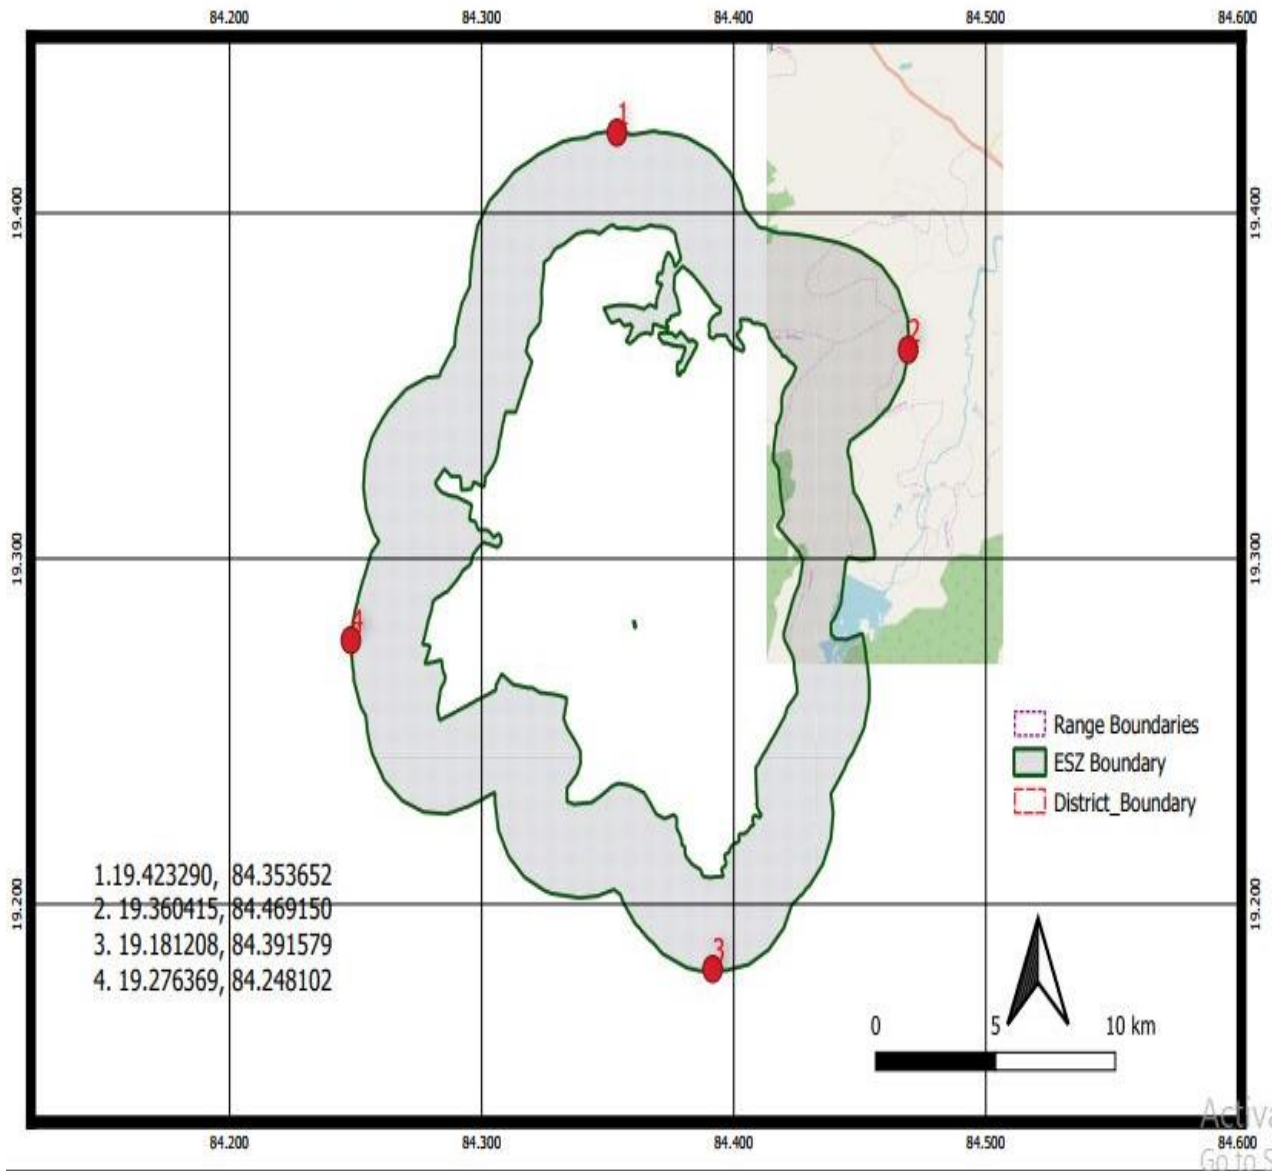 84.200 84.300 84.400 84.500 84.600
1
19.400 19.400
2
19.300 19.300
4
Range Boundaries
ESZ Boundary
District_Boundary
1.19.423290, 84.353652
19.200 19.200
2. 19.360415, 84.469150
3. 19.181208, 84.391579
3
4. 19.276369, 84.248102
0 5 10 km
84.200 84.300 84.400 84.500 84.600